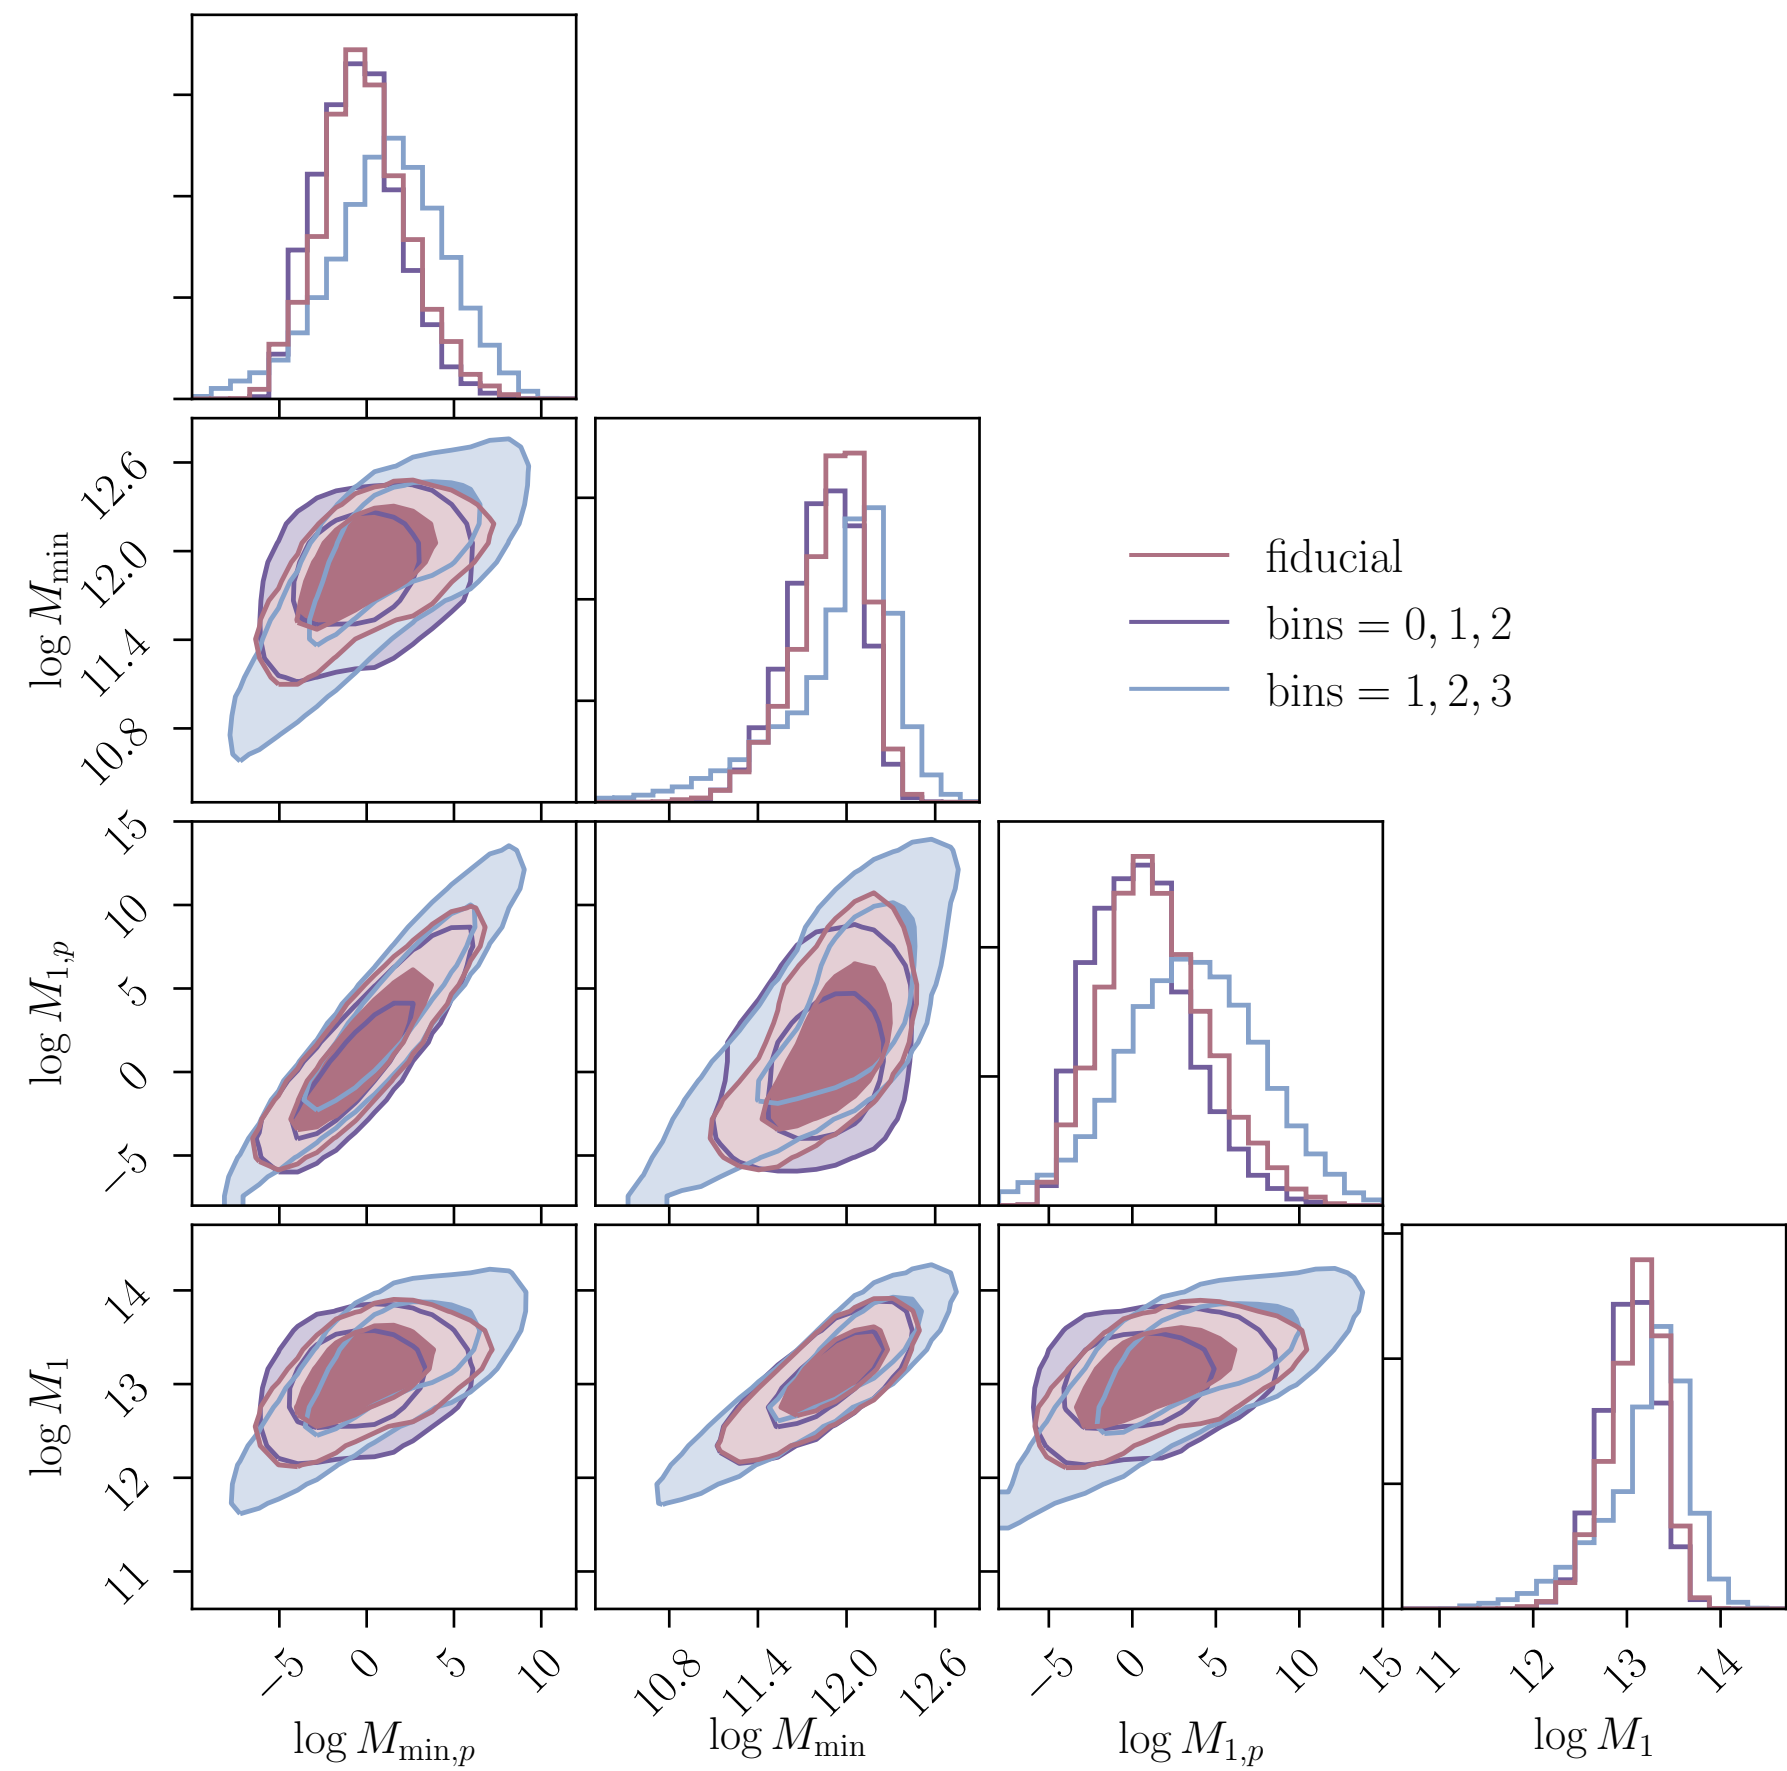 12.6
12.0
11.4
10.8
log M_min
fiducial
bins = 0, 1, 2
bins = 1, 2, 3
15
10
5
0
−5
log M_1,p
14
13
12
11
log M_1
−5 0 5 10
10.8 11.4 12.0 12.6
−5 0 5 10 15
11 12 13 14
log M_min,p
log M_min
log M_1,p
log M_1